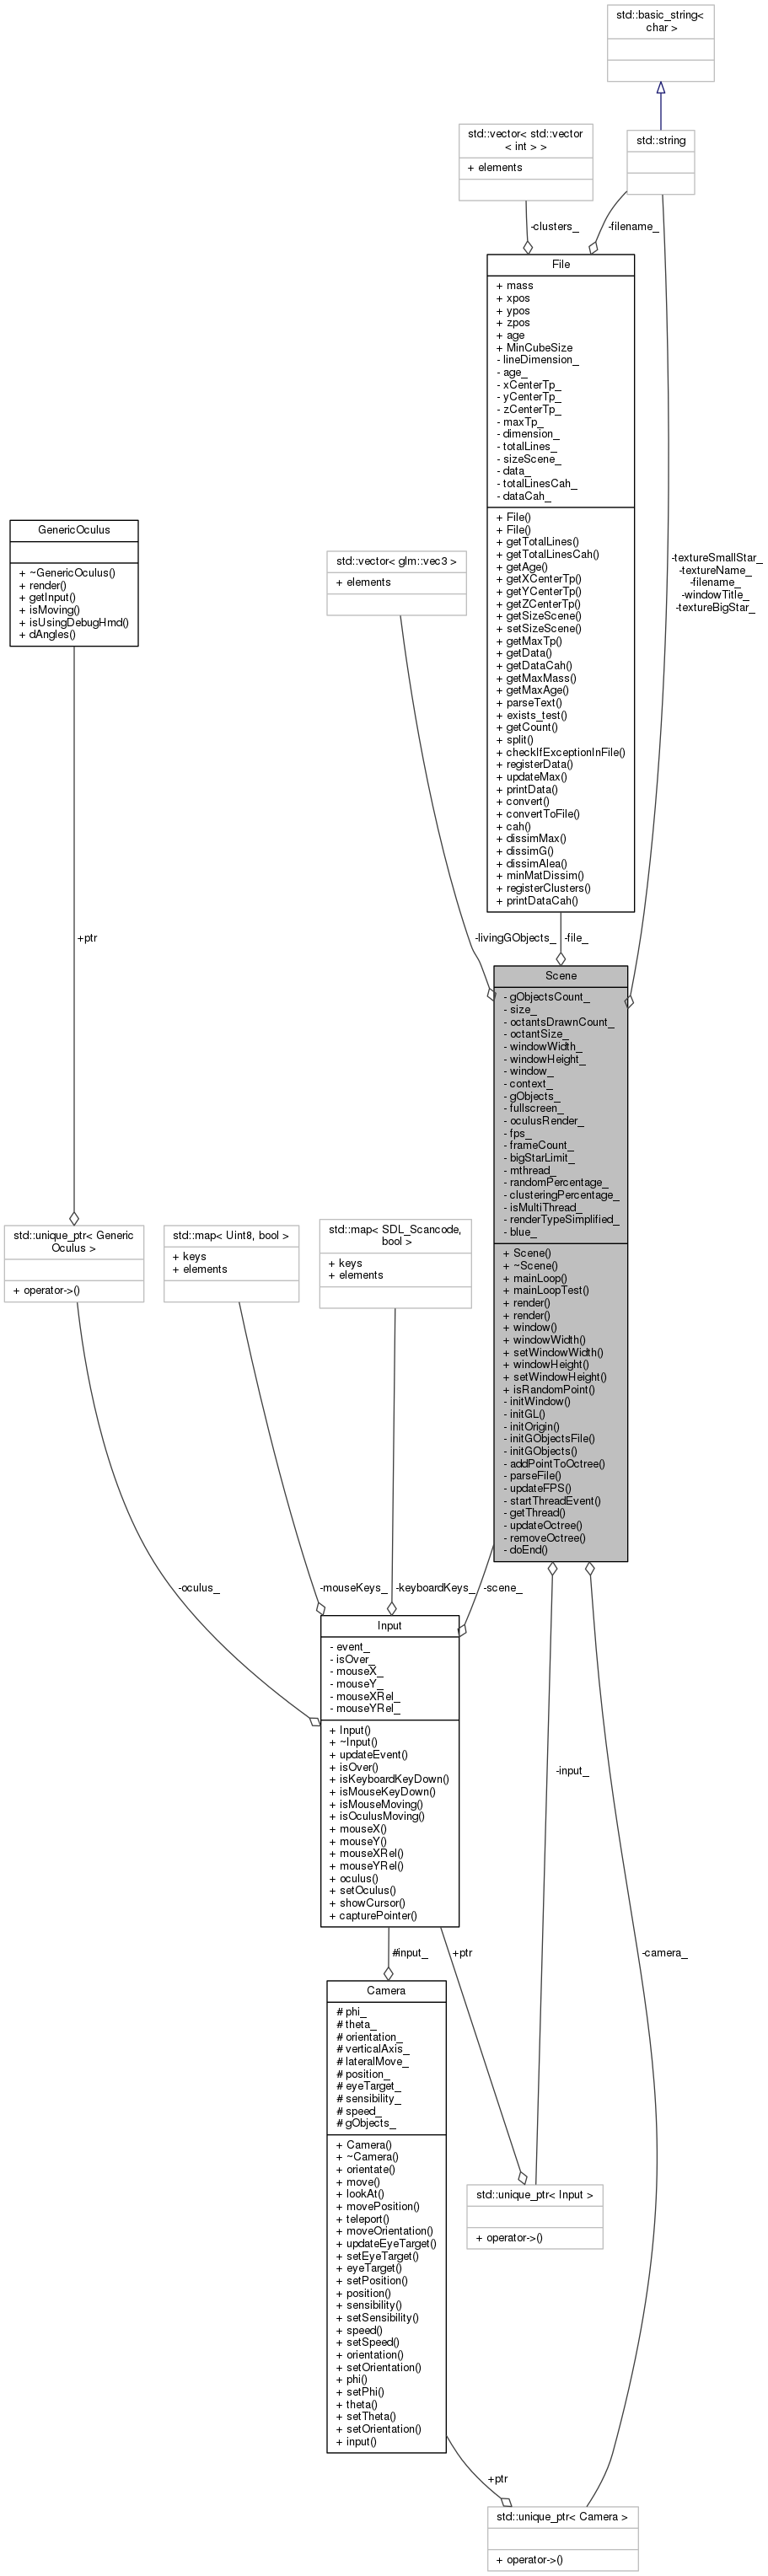 std::basic_string<
char >
std::vector< std::vector
< int > >
+ elements
std::string
-clusters_
-filename_
File
+ mass
+ xpos
+ ypos
+ zpos
+ age
+ MinCubeSize
- lineDimension_
- age_
- xCenterTp_
- yCenterTp_
- zCenterTp_
- maxTp_
- dimension_
- totalLines_
- sizeScene_
- data_
- totalLinesCah_
- dataCah_
+ File()
+ File()
+ getTotalLines()
+ getTotalLinesCah()
+ getAge()
+ getXCenterTp()
+ getYCenterTp()
+ getZCenterTp()
+ getSizeScene()
+ setSizeScene()
+ getMaxTp()
+ getData()
+ getDataCah()
+ getMaxMass()
+ getMaxAge()
+ parseText()
+ exists_test()
+ getCount()
+ split()
+ checkIfExceptionInFile()
+ registerData()
+ updateMax()
+ printData()
+ convert()
+ convertToFile()
+ cah()
+ dissimMax()
+ dissimG()
+ dissimAlea()
+ minMatDissim()
+ registerClusters()
+ printDataCah()
GenericOculus
+ ~GenericOculus()
+ render()
+ getInput()
+ isMoving()
+ isUsingDebugHmd()
+ dAngles()
std::vector< glm::vec3 >
+ elements
-textureSmallStar_
-textureName_
-filename_
-windowTitle_
-textureBigStar_
+ptr
-livingGObjects_
-file_
Scene
- gObjectsCount_
- size_
- octantsDrawnCount_
- octantSize_
- windowWidth_
- windowHeight_
- window_
- context_
- gObjects_
- fullscreen_
- oculusRender_
- fps_
- frameCount_
- bigStarLimit_
- mthread_
- randomPercentage_
- clusteringPercentage_
- isMultiThread_
- renderTypeSimplified_
- blue_
+ Scene()
+ ~Scene()
+ mainLoop()
+ mainLoopTest()
+ render()
+ render()
+ window()
+ windowWidth()
+ setWindowWidth()
+ windowHeight()
+ setWindowHeight()
+ isRandomPoint()
- initWindow()
- initGL()
- initOrigin()
- initGObjectsFile()
- initGObjects()
- addPointToOctree()
- parseFile()
- updateFPS()
- startThreadEvent()
- getThread()
- updateOctree()
- removeOctree()
- doEnd()
std::unique_ptr< Generic
Oculus >
+ operator->()
std::map< Uint8, bool >
+ keys
+ elements
std::map< SDL_Scancode,
bool >
+ keys
+ elements
-oculus_
-mouseKeys_
-keyboardKeys_
-scene_
Input
- event_
- isOver_
- mouseX_
- mouseY_
- mouseXRel_
- mouseYRel_
+ Input()
+ ~Input()
+ updateEvent()
+ isOver()
+ isKeyboardKeyDown()
+ isMouseKeyDown()
+ isMouseMoving()
+ isOculusMoving()
+ mouseX()
+ mouseY()
+ mouseXRel()
+ mouseYRel()
+ oculus()
+ setOculus()
+ showCursor()
+ capturePointer()
-input_
#input_
+ptr
-camera_
Camera
# phi_
# theta_
# orientation_
# verticalAxis_
# lateralMove_
# position_
# eyeTarget_
# sensibility_
# speed_
# gObjects_
+ Camera()
+ ~Camera()
+ orientate()
+ move()
+ lookAt()
+ movePosition()
+ teleport()
+ moveOrientation()
+ updateEyeTarget()
+ setEyeTarget()
+ eyeTarget()
+ setPosition()
+ position()
+ sensibility()
+ setSensibility()
+ speed()
+ setSpeed()
+ orientation()
+ setOrientation()
+ phi()
+ setPhi()
+ theta()
+ setTheta()
+ setOrientation()
+ input()
std::unique_ptr< Input >
+ operator->()
+ptr
std::unique_ptr< Camera >
+ operator->()